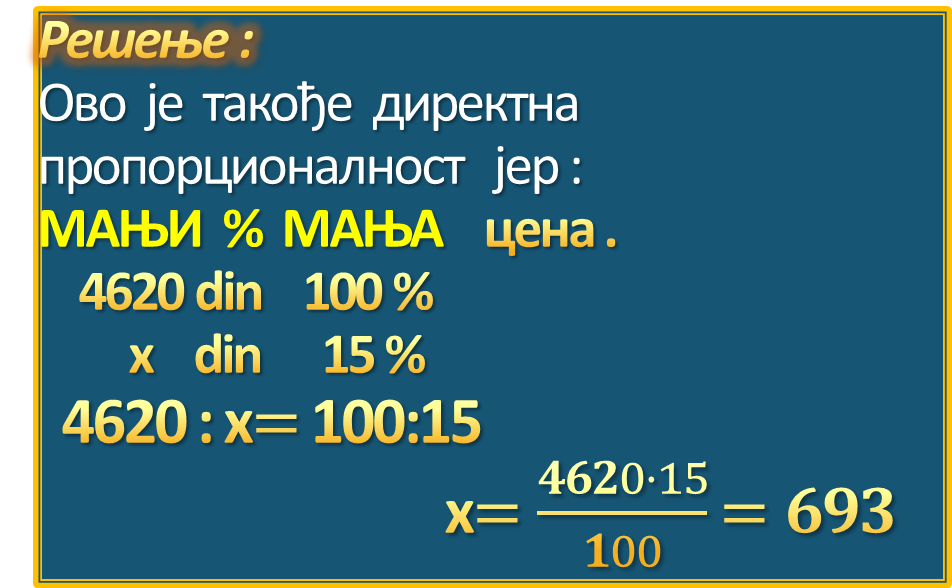 Решење :
Ово је такође директна
пропорционалност јер :
МАЊИ % МАЊА цена .
4620 din 100 %
x din 15 %
4620 : x= 100:15
x= 4620·15/100 = 693